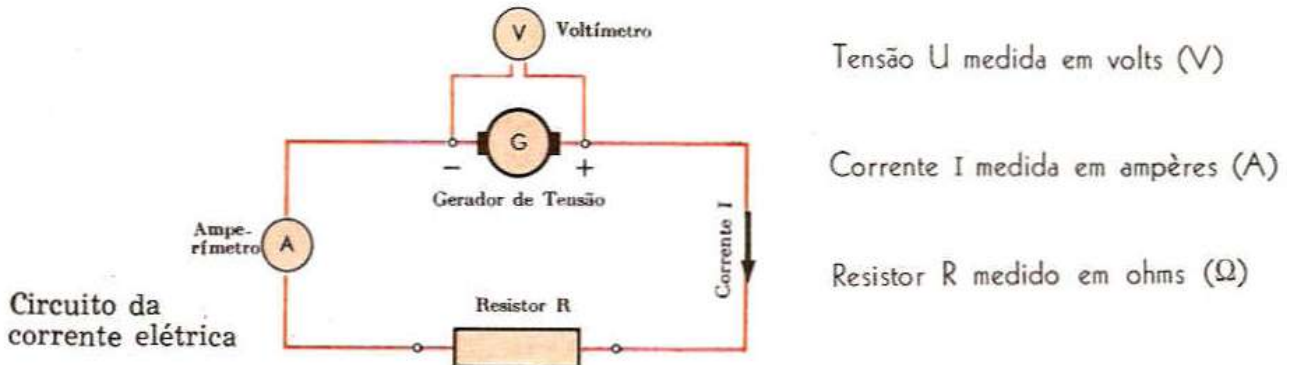 V
Voltímetro
Tensão U medida em volts (V)
G
− +
Gerador de Tensão
Corrente I medida em ampères (A)
Ampe-
rímetro
A
Corrente I
Resistor R medido em ohms (Ω)
Circuito da
corrente elétrica
Resistor R